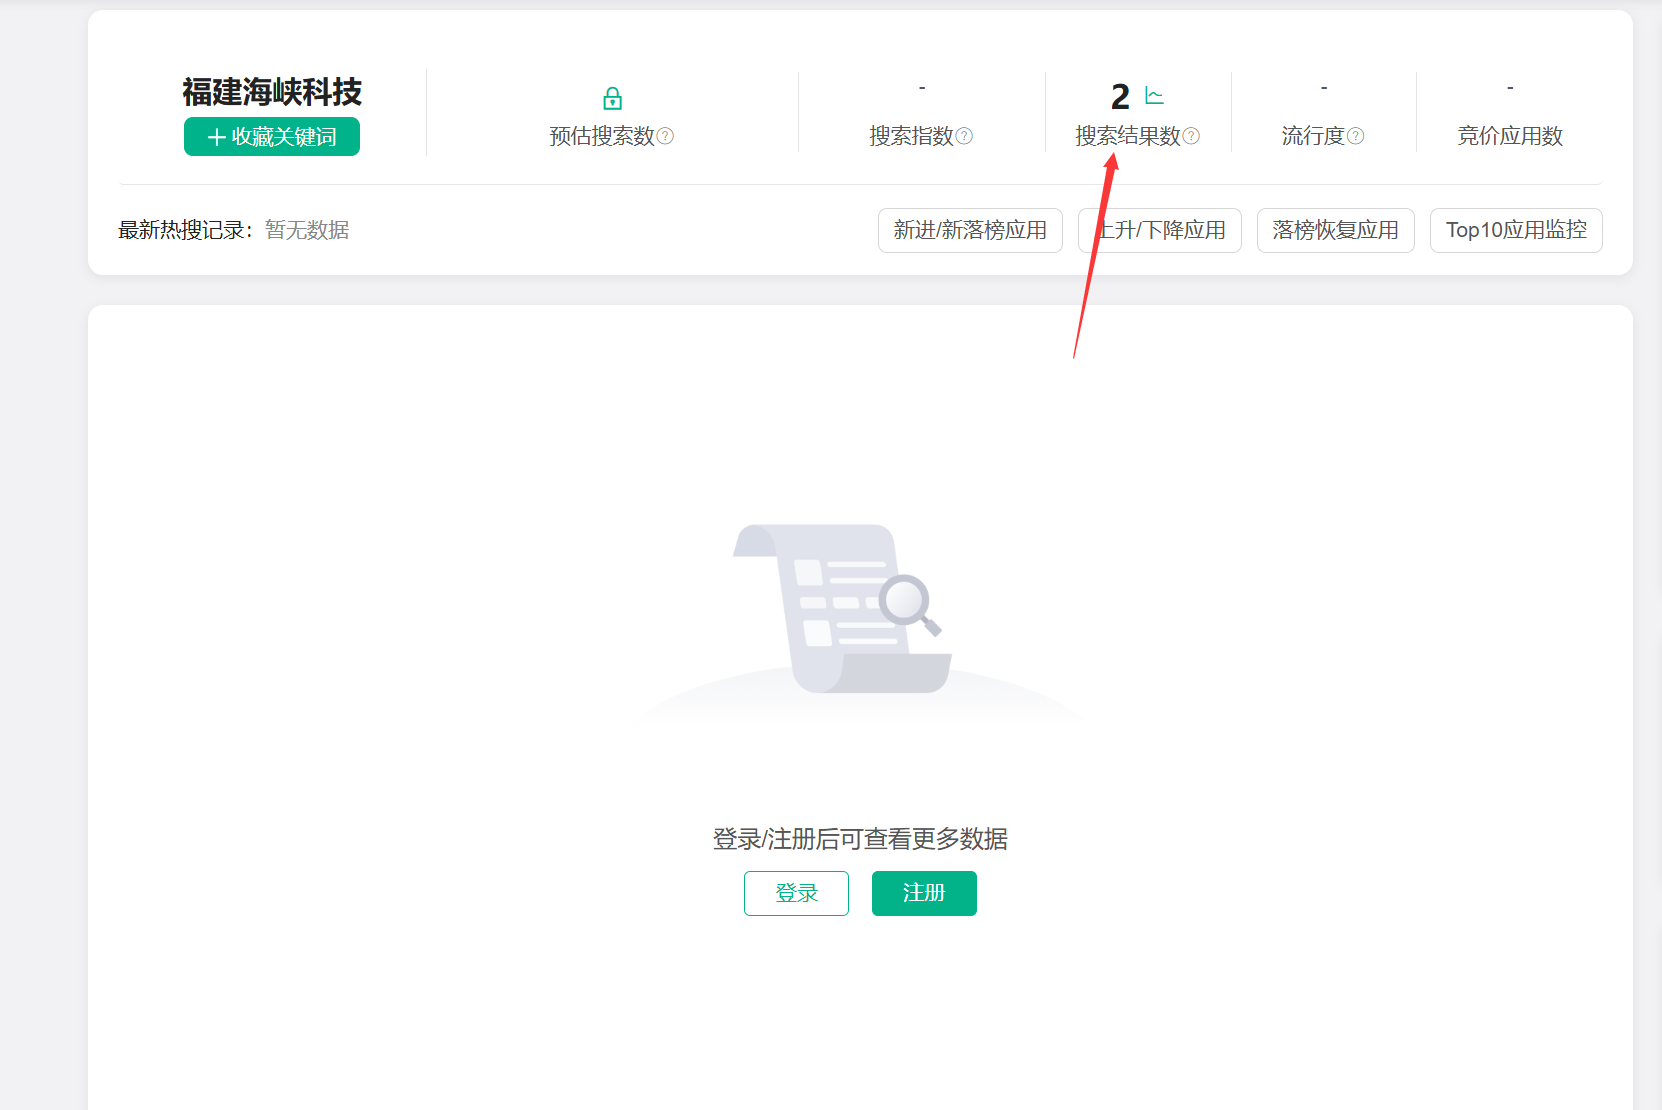 福建海峡科技
收藏关键词
预估搜索数
-
搜索指数
2
搜索结果数
-
流行度
-
竞价应用数
最新热搜记录：暂无数据
新进/新落榜应用
上升/下降应用
落榜恢复应用
Top10应用监控
登录/注册后可查看更多数据
登录
注册